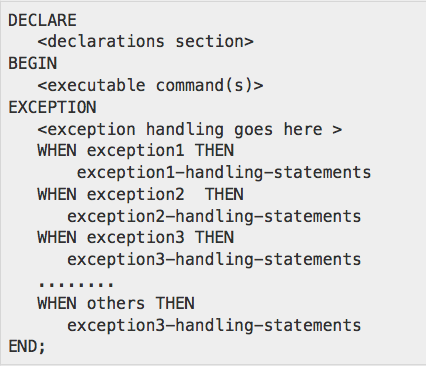 DECLARE
   <declarations section>
BEGIN
   <executable command(s)>
EXCEPTION
   <exception handling goes here >
   WHEN exception1 THEN
       exception1-handling-statements
   WHEN exception2  THEN
      exception2-handling-statements
   WHEN exception3 THEN
      exception3-handling-statements
   ........
   WHEN others THEN
      exception3-handling-statements
END;